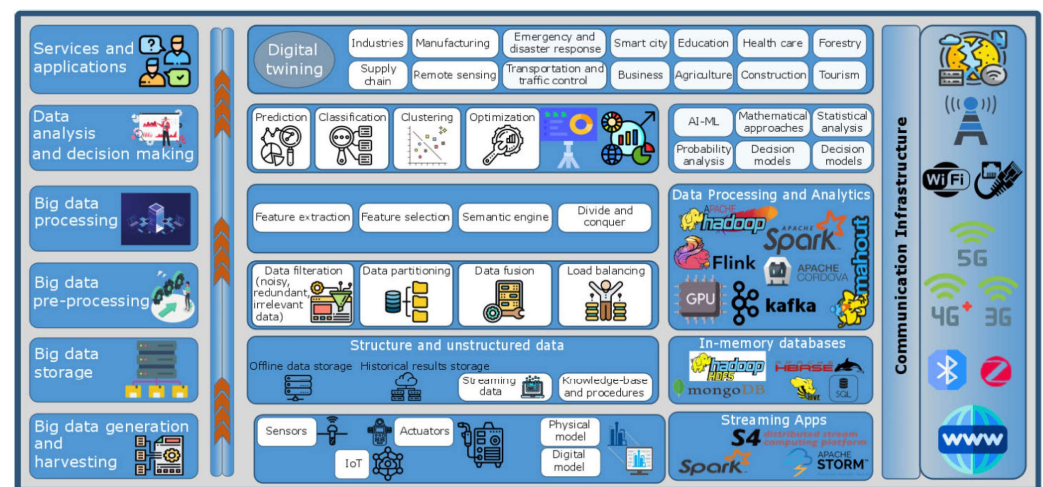 Services and
applications
Digital
twining
Industries
Manufacturing
Emergency and
disaster response
Smart city
Education
Health care
Forestry
Supply
chain
Remote sensing
Transportation and
traffic control
Business
Agriculture
Construction
Tourism
Data
analysis
and decision making
Prediction
Classification
Clustering
Optimization
AI-ML
Mathematical
approaches
Statistical
analysis
Probability
analysis
Decision
models
Decision
models
Big data
processing
Feature extraction
Feature selection
Semantic engine
Divide and
conquer
Data Processing and Analytics
APACHE
hadoop
APACHE
Spark
Flink
APACHE
CORDOVA
mahout
GPU
kafka
Big data
pre-processing
Data filteration
(noisy,
redundant,
irrelevant
data)
Data partitioning
Data fusion
Load balancing
Big data
storage
Structure and unstructured data
Offline data storage
Historical results storage
Streaming
data
Knowledge-base
and procedures
In-memory databases
hadoop
HDFS
HBASE
mongoDB
HIVE
SQL
Big data generation
and
harvesting
Sensors
Actuators
IoT
Physical
model
Digital
model
Streaming Apps
S4 distributed stream
computing platform
Spark
APACHE
STORM™
Communication Infrastructure
WiFi
5G
4G+
3G
www